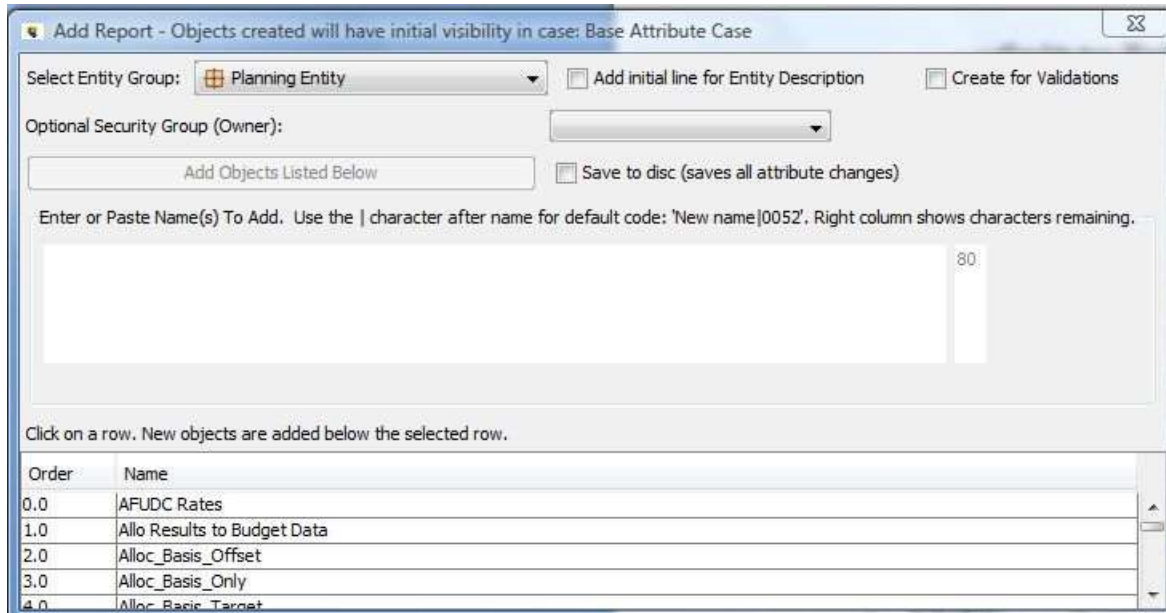 Add Report - Objects created will have initial visibility in case: Base Attribute Case
Select Entity Group: Planning Entity Add initial line for Entity Description Create for Validations
Optional Security Group (Owner):
Add Objects Listed Below Save to disc (saves all attribute changes)
Enter or Paste Name(s) To Add. Use the | character after name for default code: 'New name|0052'. Right column shows characters remaining.
80
Click on a row. New objects are added below the selected row.
Order Name
0.0 AFUDC Rates
1.0 Allo Results to Budget Data
2.0 Alloc_Basis_Offset
3.0 Alloc_Basis_Only
4.0 Alloc_Basis_Target